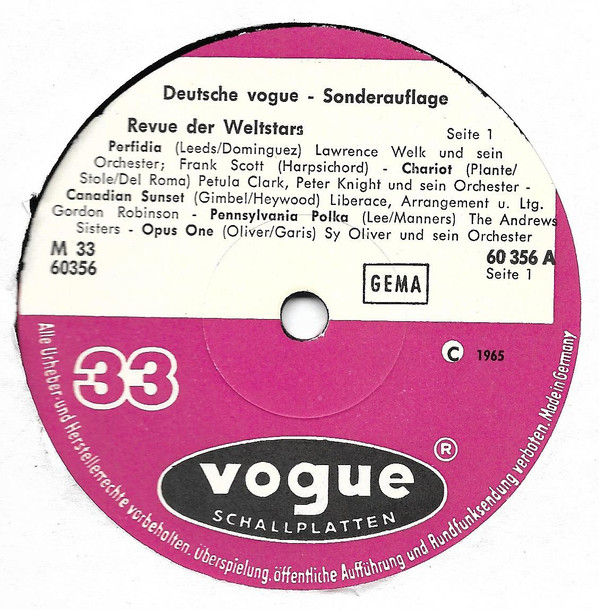 Deutsche vogue - Sonderauflage
Revue der Weltstars
Seite 1
Perfidia (Leeds/Dominguez) Lawrence Welk und sein
Orchester; Frank Scott (Harpsichord) - Chariot (Plante/
Stole/Del Roma) Petula Clark, Peter Knight und sein Orchester -
Canadian Sunset (Gimbel/Heywood) Liberace, Arrangement u. Ltg.
Gordon Robinson - Pennsylvania Polka (Lee/Manners) The Andrews
Sisters - Opus One (Oliver/Garis) Sy Oliver und sein Orchester
M 33
60356
GEMA
60 356 A
Seite 1
33
C 1965
vogue ®
SCHALLPLATTEN
Alle Urheber- und Herstellerrechte vorbehalten. Überspielung, öffentliche Aufführung und Rundfunksendung verboten. Made in Germany